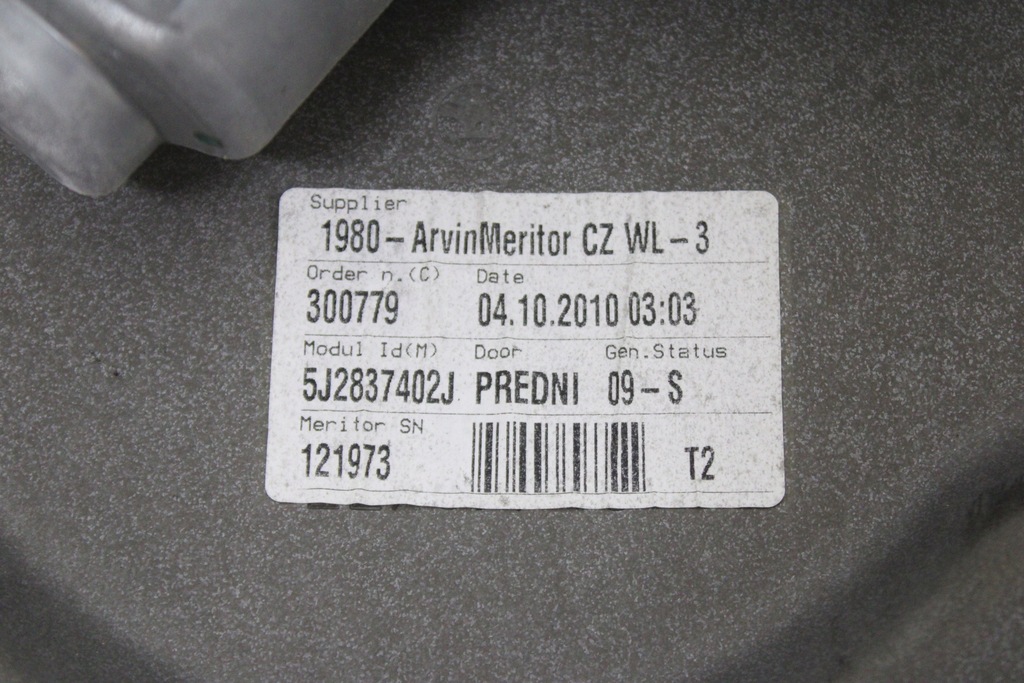 Supplier
1980 - ArvinMeritor CZ WL - 3
Order n.(C) Date
300779 04.10.2010 03:03
Modul Id(M) Door Gen.Status
5J2837402J PREDNI 09 - S
Meritor SN
121973 T2